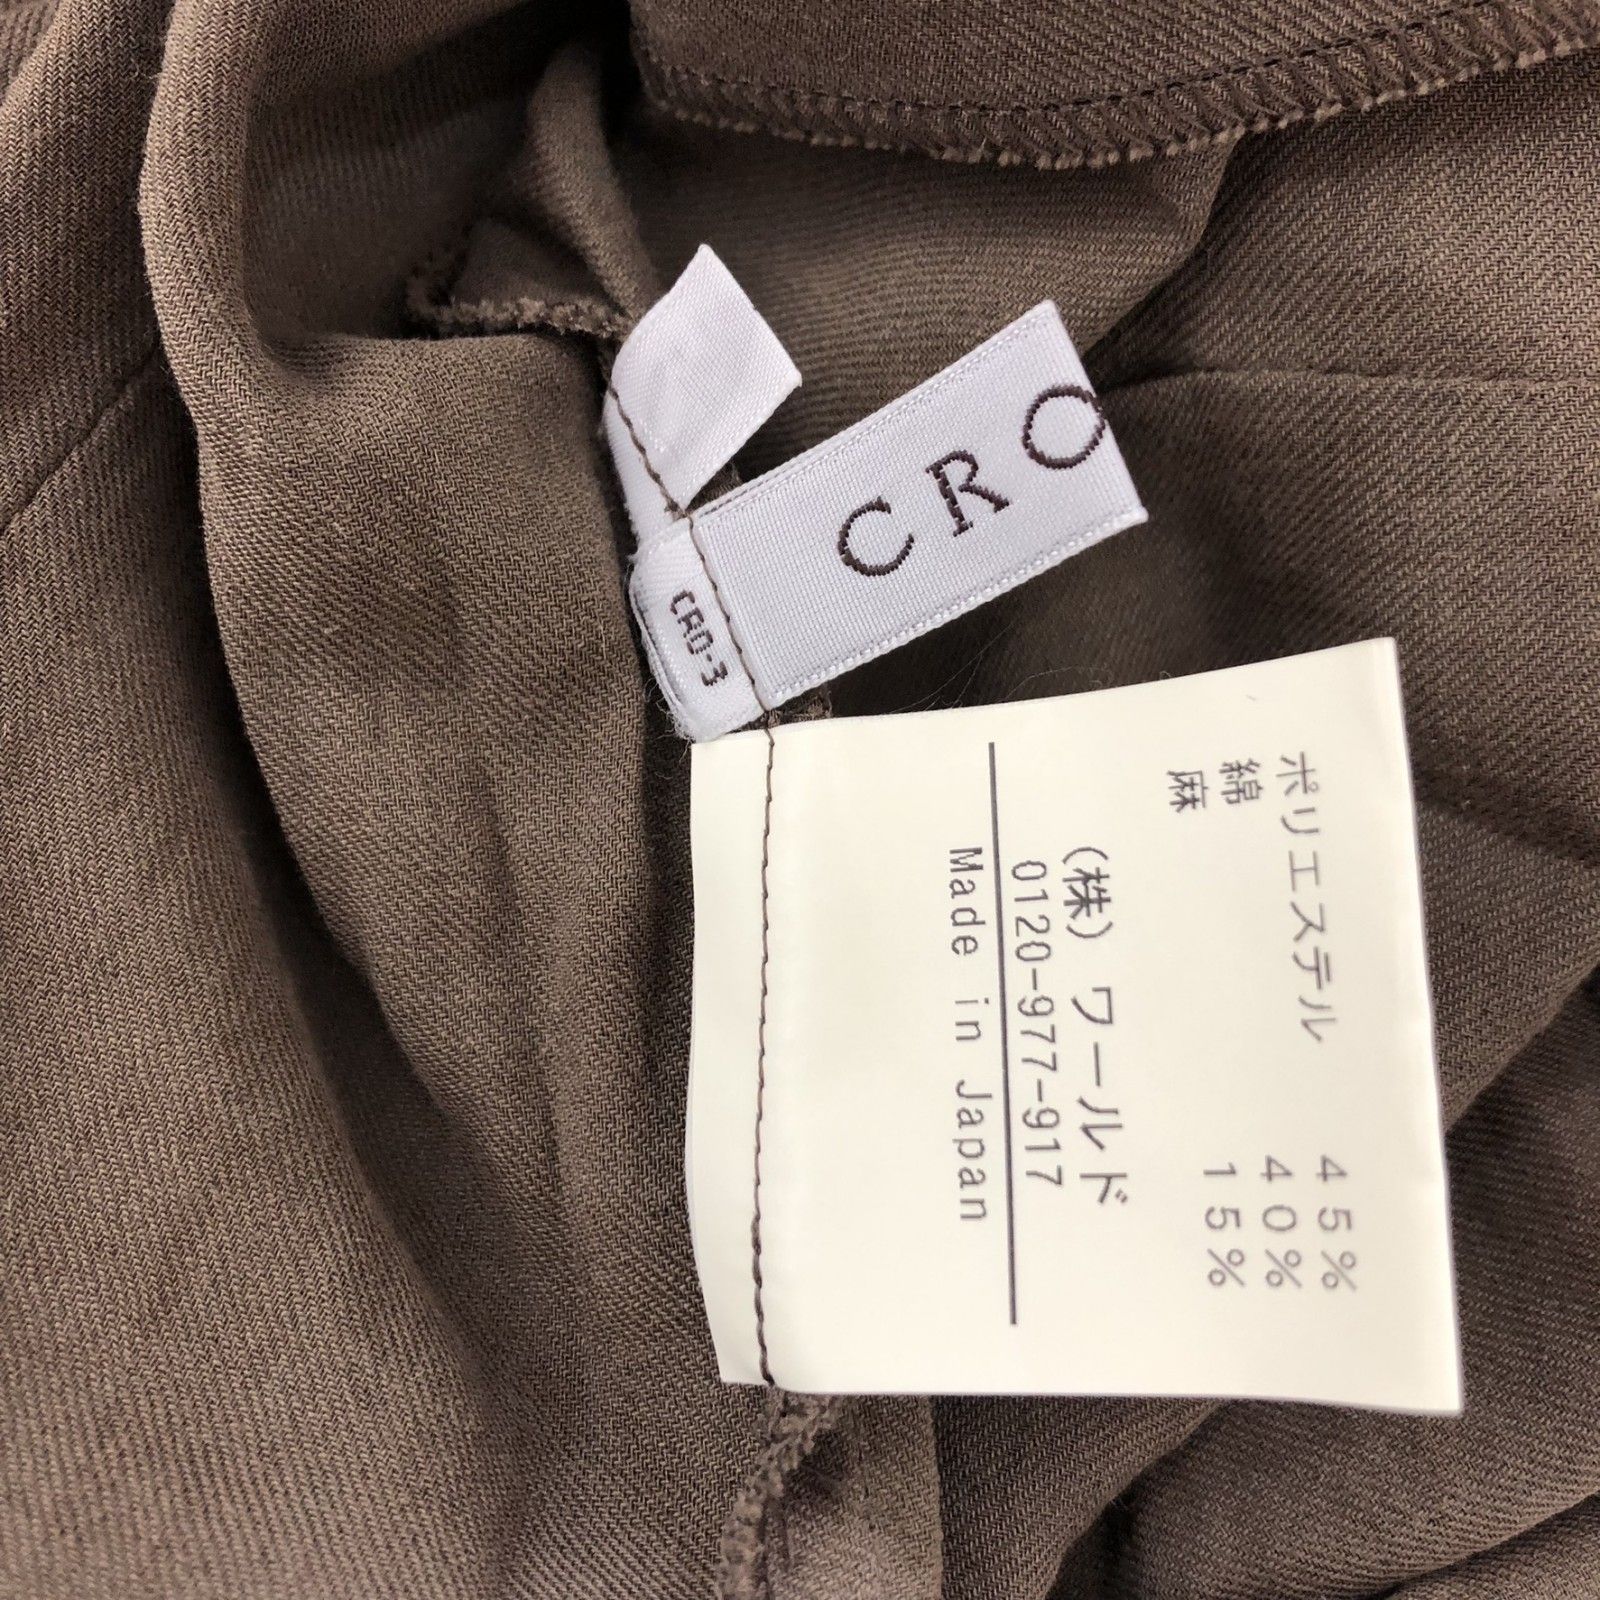 CRO
CRO-3
ポリエステル 45%
綿 40%
麻 15%
(株)ワールド
0120-977-917
Made in Japan